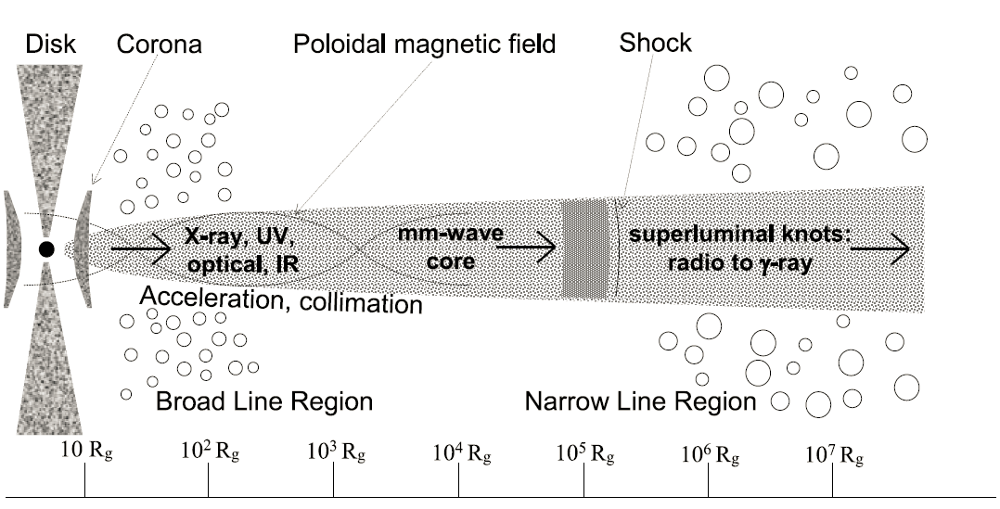 Disk
Corona
Poloidal magnetic field
Shock
X-ray, UV,
optical, IR
mm-wave
core
superluminal knots:
radio to γ-ray
Acceleration, collimation
Broad Line Region
Narrow Line Region
10 Rg
10² Rg
10³ Rg
10⁴ Rg
10⁵ Rg
10⁶ Rg
10⁷ Rg